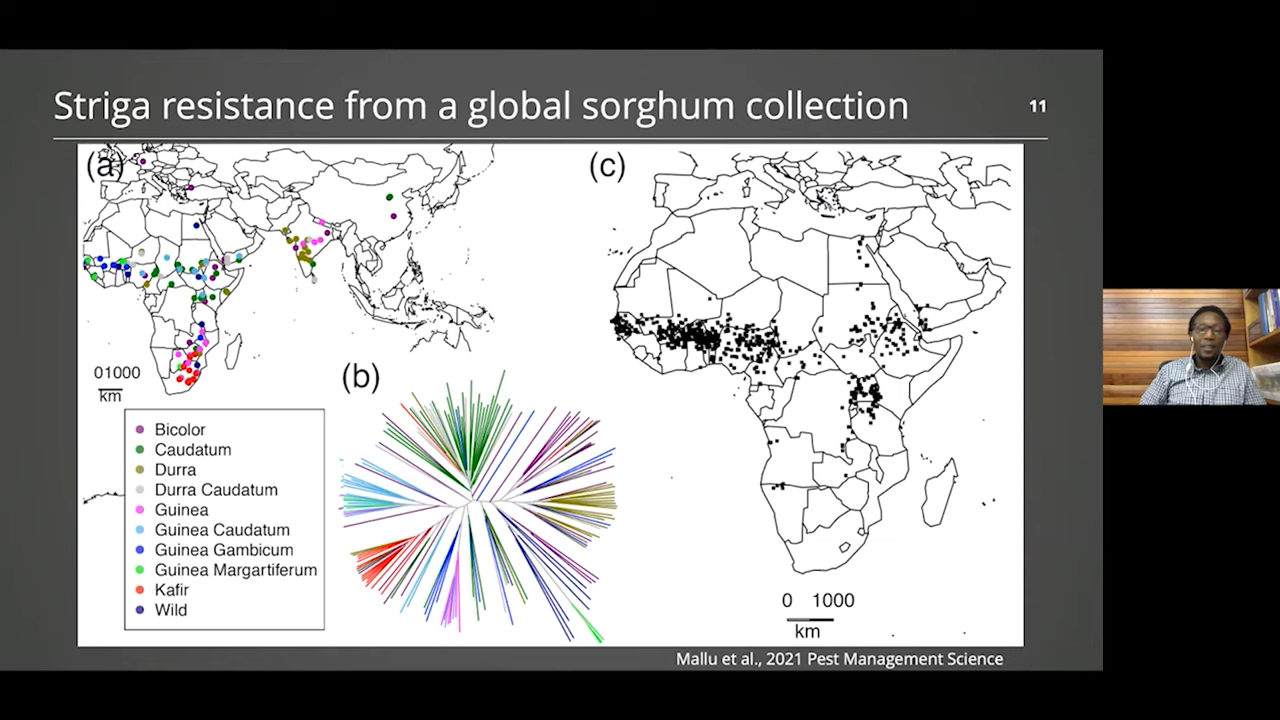 Striga resistance from a global sorghum collection
11
(a)
01000
km
Bicolor
Caudatum
Durra
Durra Caudatum
Guinea
Guinea Caudatum
Guinea Gambicum
Guinea Margartiferum
Kafir
Wild
(b)
(c)
0 1000
km
Mallu et al., 2021 Pest Management Science